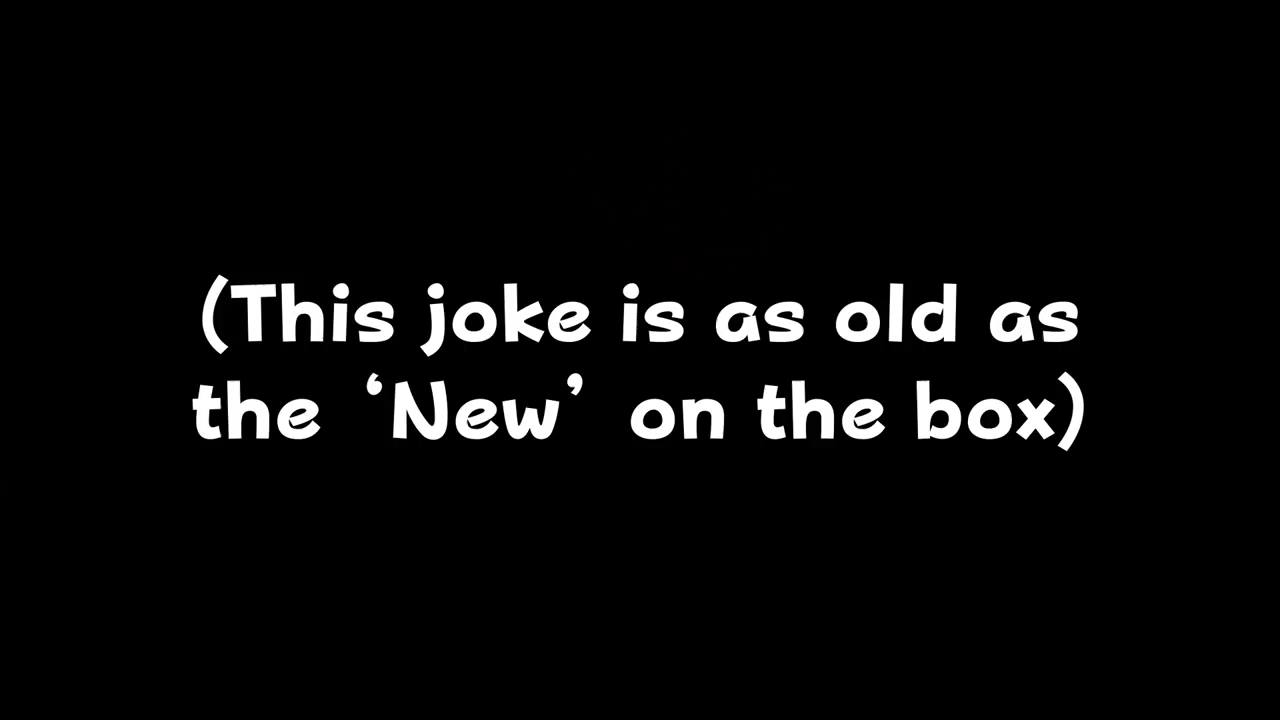 (This joke is as old as
the ‘New’ on the box)